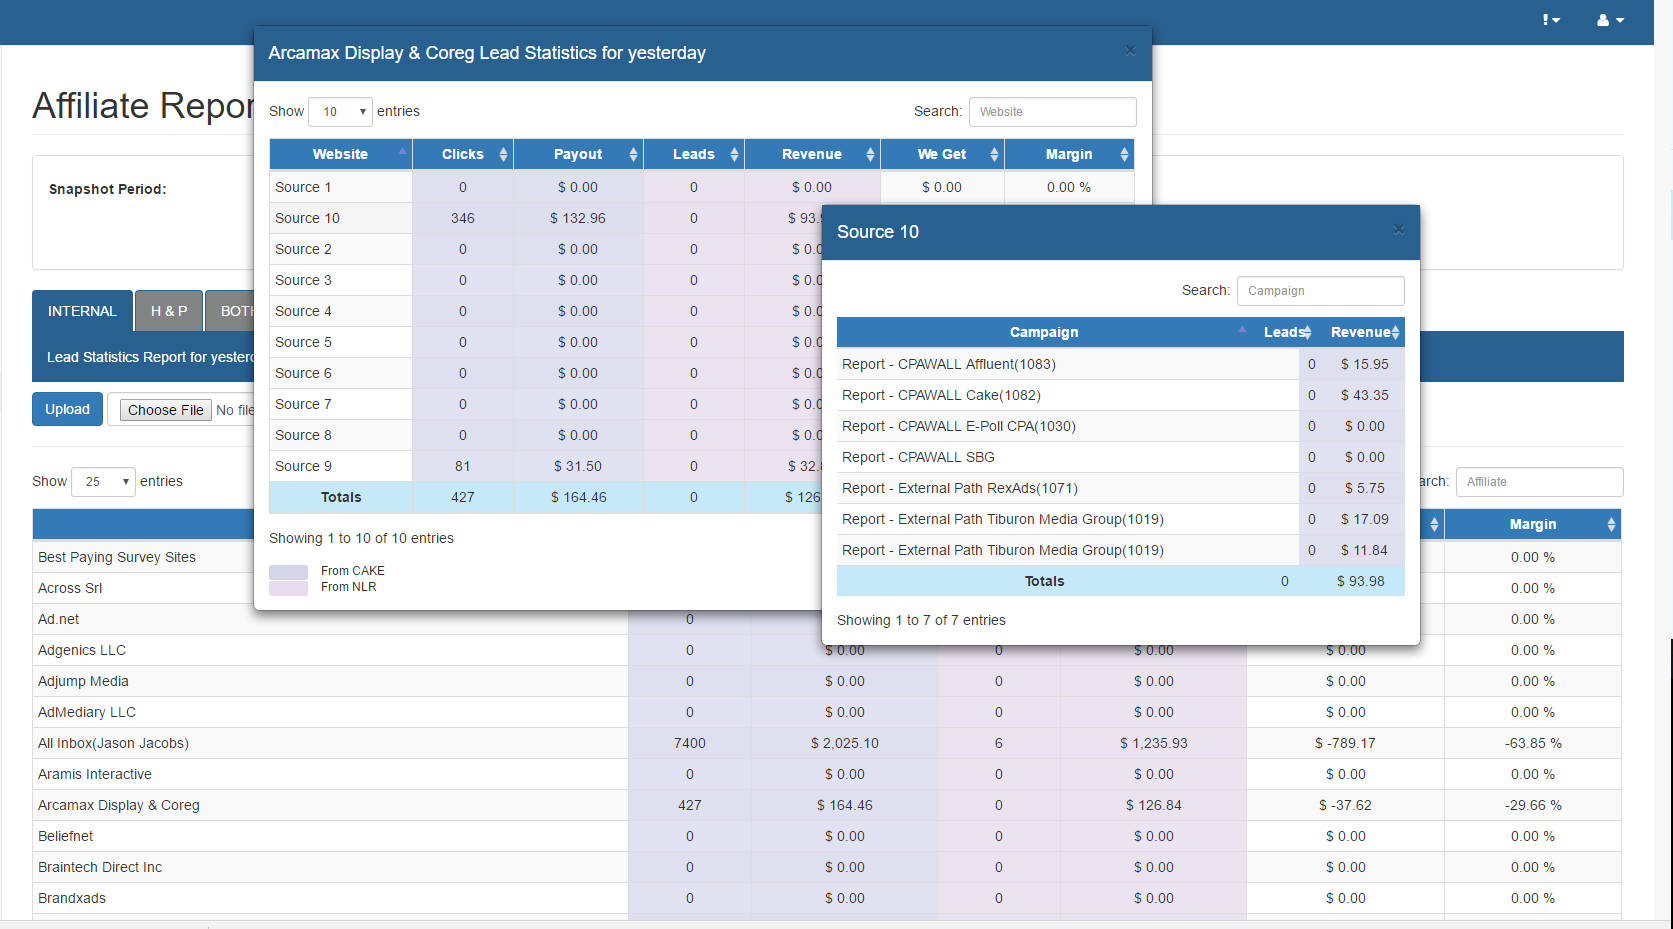 Arcamax Display & Coreg Lead Statistics for yesterday
Affiliate
Snapshot Period:
INTERNAL H & P
Lead Statistics Report for
Upload Choose File No file
Show 25 entries
Show 10 entries Search: Website
Website Clicks Payout Leads Revenue We Get Margin
Source 1 0 $ 0.00 0 $ 0.00 $ 0.00 0.00 %
Source 10 346 $ 132.96 0 $ 93.
Source 2 0 $ 0.00 0 $ 0.0
Source 3 0 $ 0.00 0 $ 0.0
Source 4 0 $ 0.00 0 $ 0.0
Source 5 0 $ 0.00 0 $ 0.0
Source 6 0 $ 0.00 0 $ 0.0
Source 7 0 $ 0.00 0 $ 0.0
Source 8 0 $ 0.00 0 $ 0.0
Source 9 81 $ 31.50 0 $ 32.
Totals 427 $ 164.46 0 $ 126
Showing 1 to 10 of 10 entries
From CAKE
From NLR
Source 10
Search: Campaign
Campaign Leads Revenue
Report - CPAWALL Affluent(1083) 0 $ 15.95
Report - CPAWALL Cake(1082) 0 $ 43.35
Report - CPAWALL E-Poll CPA(1030) 0 $ 0.00
Report - CPAWALL SBG 0 $ 0.00
Report - External Path RexAds(1071) 0 $ 5.75
Report - External Path Tiburon Media Group(1019) 0 $ 17.09
Report - External Path Tiburon Media Group(1019) 0 $ 11.84
Totals 0 $ 93.98
Showing 1 to 7 of 7 entries
arch: Affiliate
Margin
Best Paying Survey Sites 0.00 %
Across Srl 0.00 %
Ad.net 0 0.00 %
Adgenics LLC 0 $ 0.00 0 $ 0.00 $ 0.00 0.00 %
Adjump Media 0 $ 0.00 0 $ 0.00 $ 0.00 0.00 %
AdMediary LLC 0 $ 0.00 0 $ 0.00 $ 0.00 0.00 %
All Inbox(Jason Jacobs) 7400 $ 2,025.10 6 $ 1,235.93 $ -789.17 -63.85 %
Aramis Interactive 0 $ 0.00 0 $ 0.00 $ 0.00 0.00 %
Arcamax Display & Coreg 427 $ 164.46 0 $ 126.84 $ -37.62 -29.66 %
Beliefnet 0 $ 0.00 0 $ 0.00 $ 0.00 0.00 %
Braintech Direct Inc 0 $ 0.00 0 $ 0.00 $ 0.00 0.00 %
Brandxads 0 $ 0.00 0 $ 0.00 $ 0.00 0.00 %